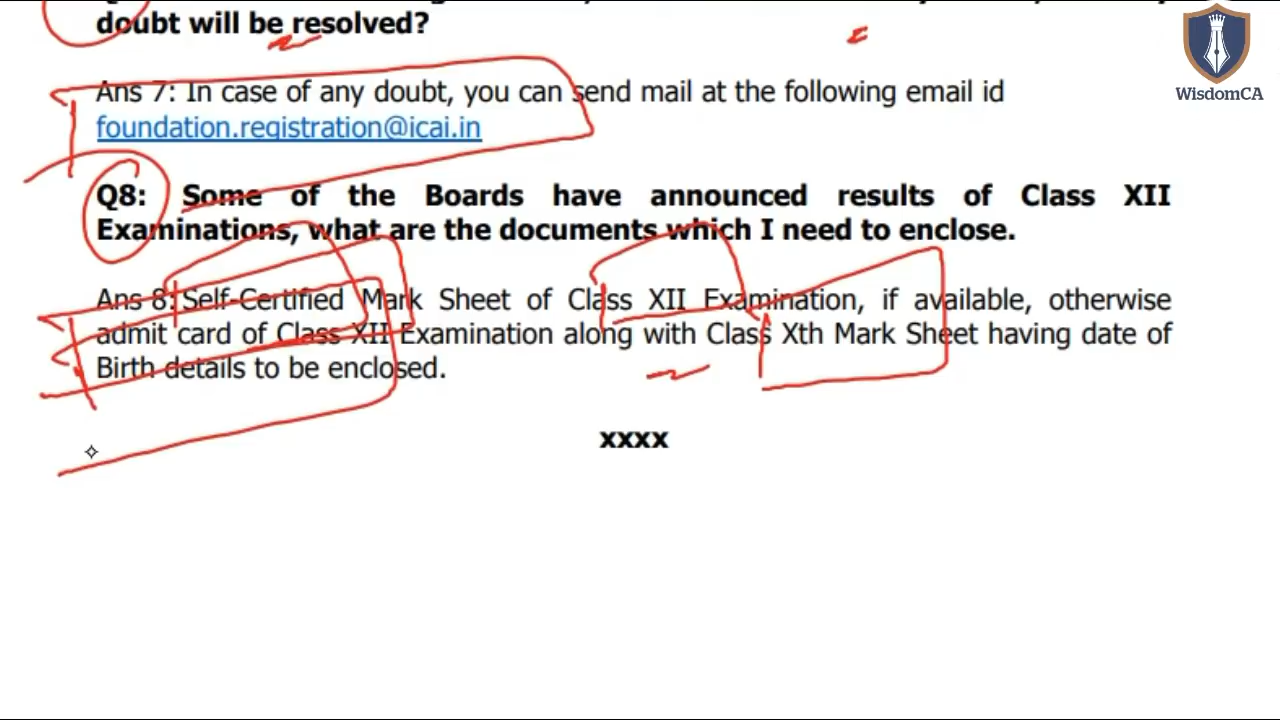 doubt will be resolved?
WisdomCA
Ans 7: In case of any doubt, you can send mail at the following email id
foundation.registration@icai.in
Q8: Some of the Boards have announced results of Class XII
Examinations, what are the documents which I need to enclose.
Ans 8: Self-Certified Mark Sheet of Class XII Examination, if available, otherwise
admit card of Class XII Examination along with Class Xth Mark Sheet having date of
Birth details to be enclosed.
xxxx